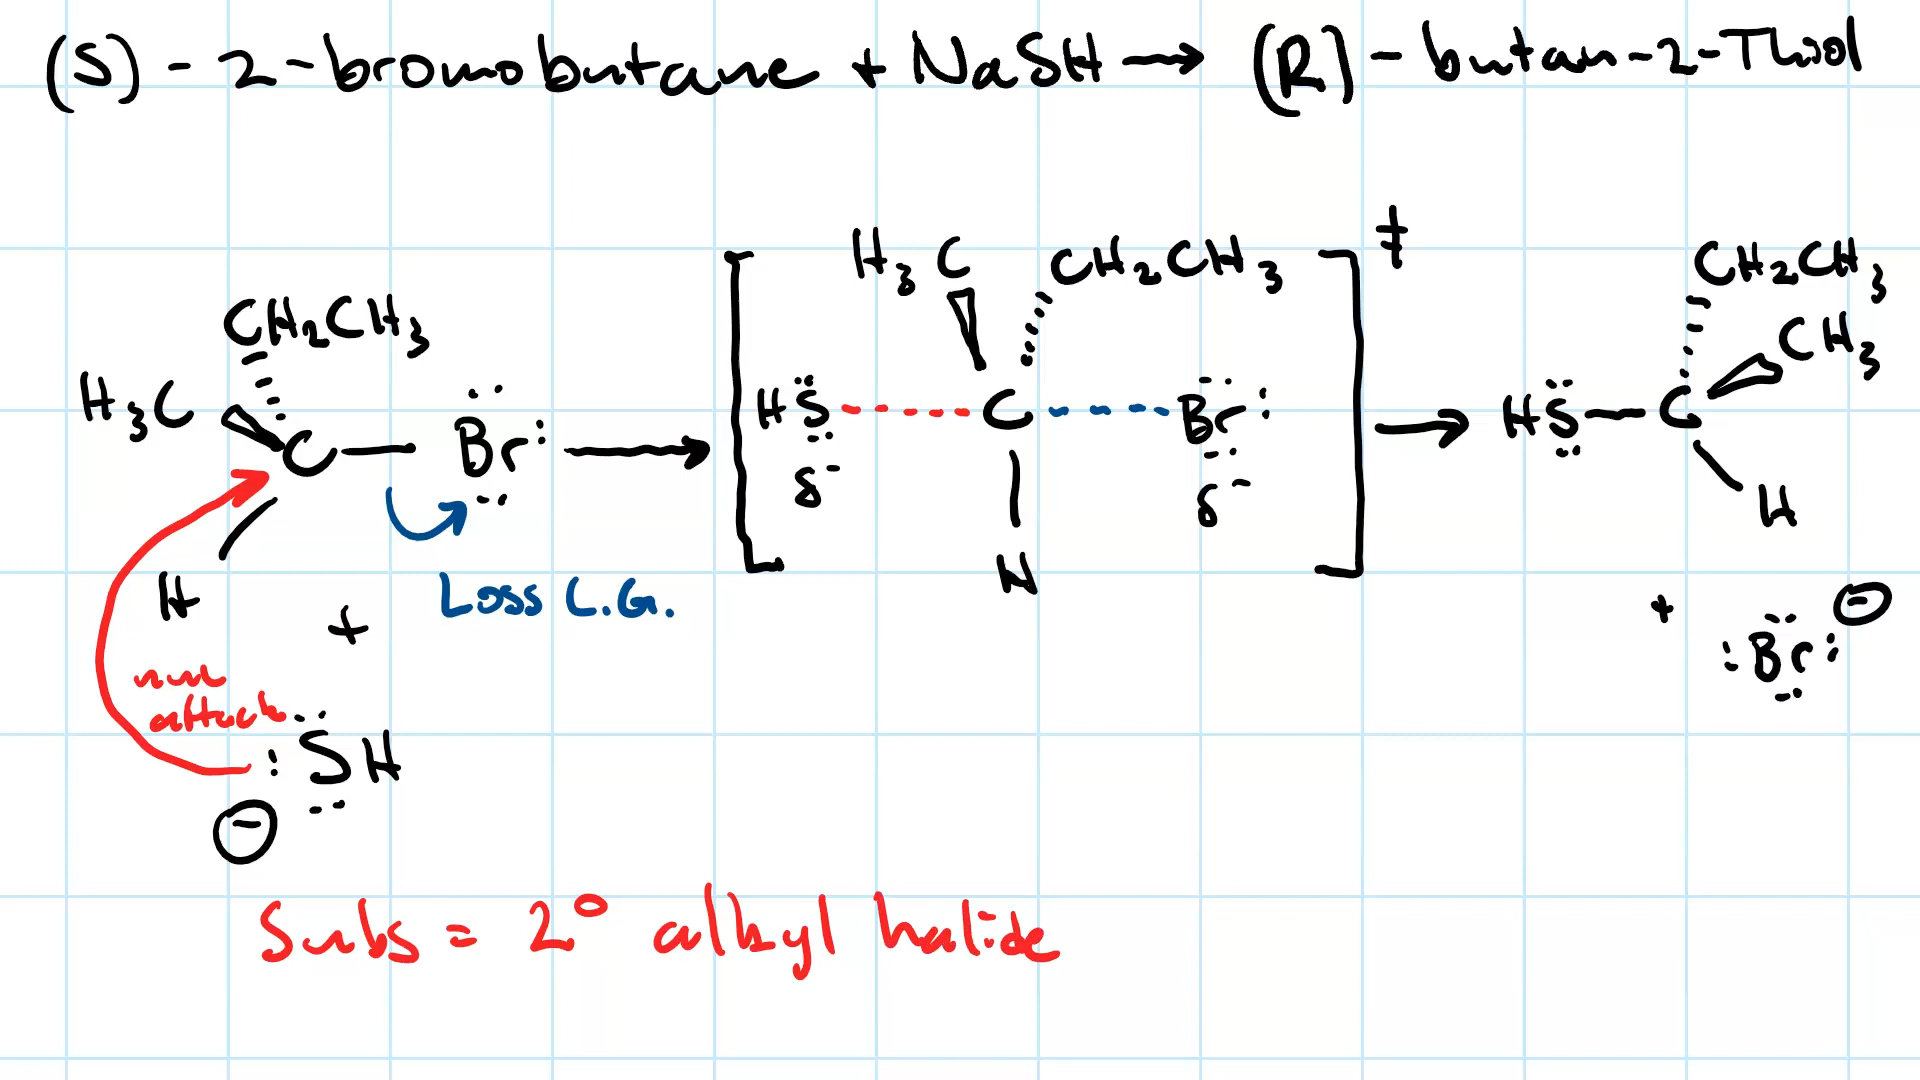 (S)-2-bromobutane + NaSH → (R)-butan-2-Thiol
H₃C CH₂CH₃ ‡
CH₂CH₃
CH₂CH₃
CH₃
H₃C
HS C Br
HS — C
C — Br
δ⁻ δ⁻
H
H
H
Loss L.G.
+
+ Br ⊖
nuc
attack
SH
⊖
Subs = 2° alkyl halide